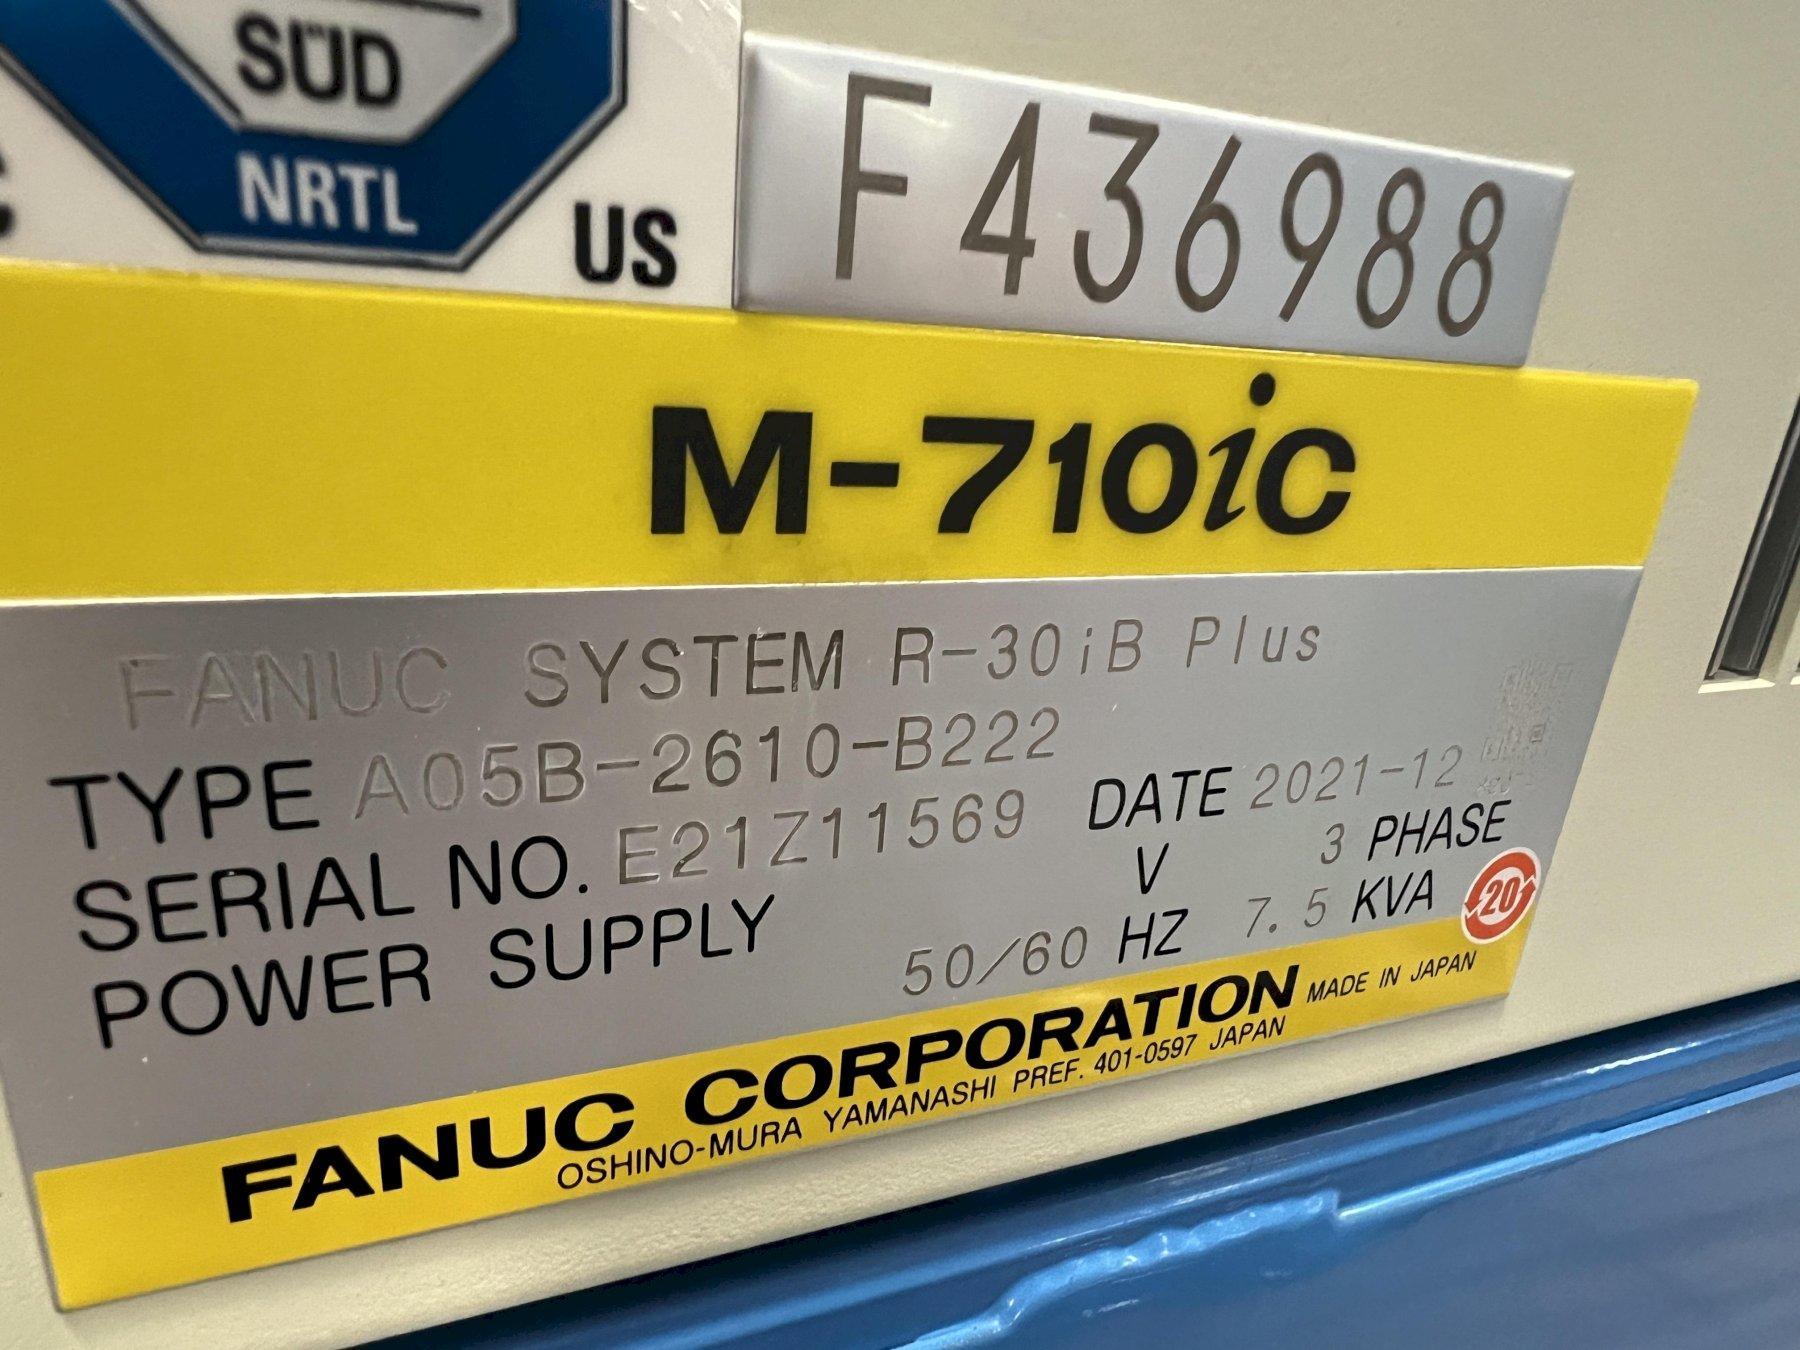 SÜD
NRTL
US
F436988
M-710iC
FANUC SYSTEM R-30iB Plus
TYPE A05B-2610-B222
SERIAL NO. E21Z11569 DATE 2021-12
POWER SUPPLY V 3 PHASE
50/60 HZ 7.5 KVA
20
FANUC CORPORATION MADE IN JAPAN
OSHINO-MURA YAMANASHI PREF. 401-0597 JAPAN